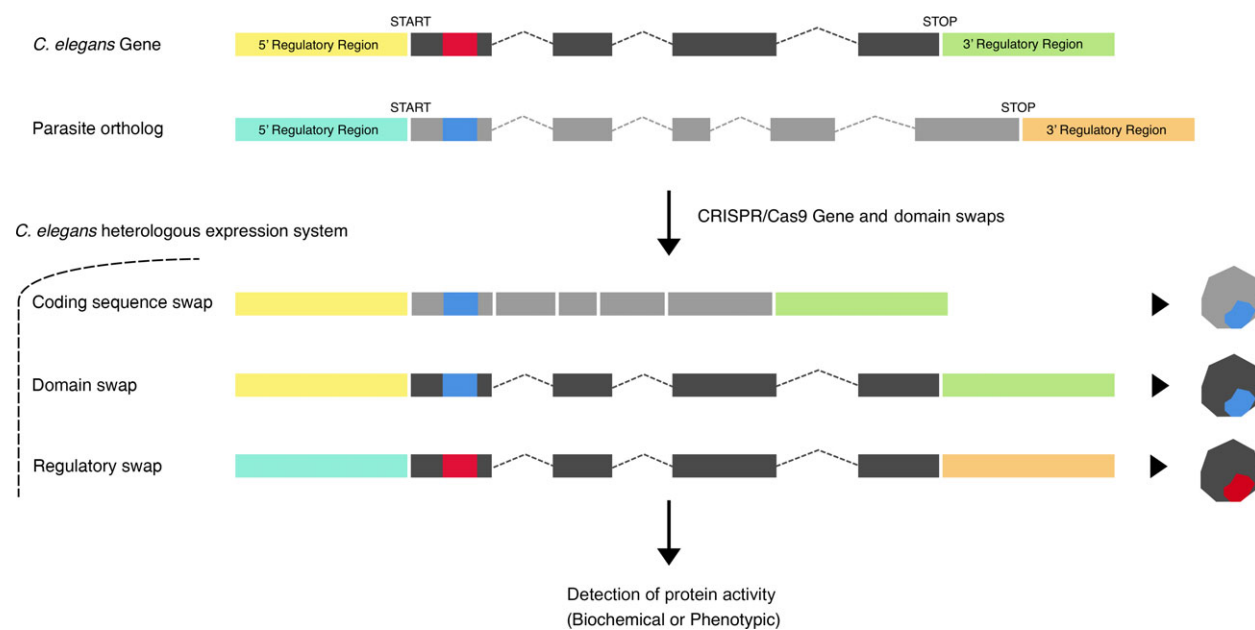 START
STOP
C. elegans Gene
5' Regulatory Region
3' Regulatory Region
START
STOP
Parasite ortholog
5' Regulatory Region
3' Regulatory Region
CRISPR/Cas9 Gene and domain swaps
C. elegans heterologous expression system
Coding sequence swap
Domain swap
Regulatory swap
Detection of protein activity
(Biochemical or Phenotypic)